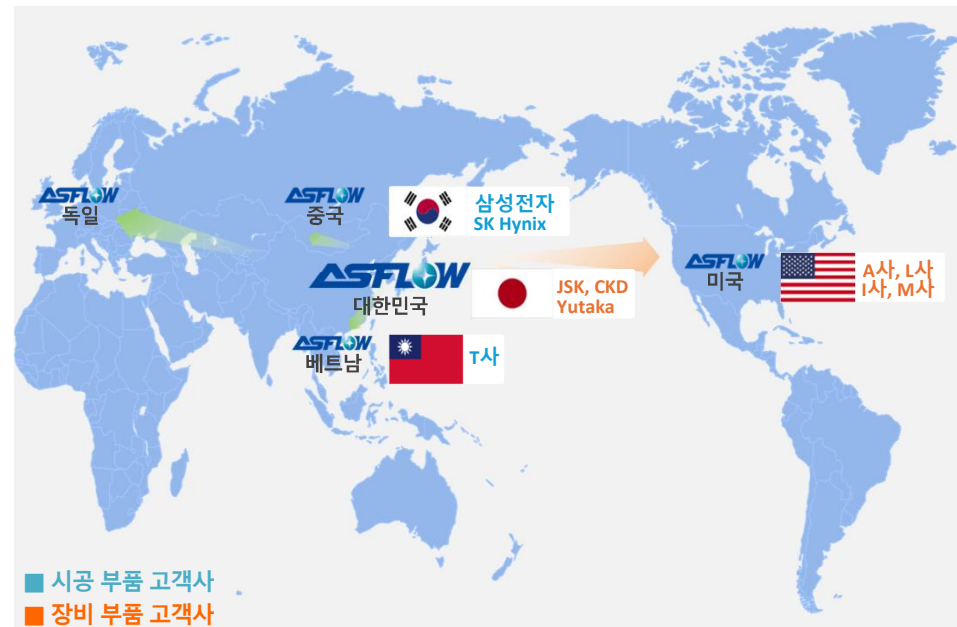 ASFLOW
독일
ASFLOW
중국
삼성전자
SK Hynix
ASFLOW
대한민국
JSK, CKD
Yutaka
ASFLOW
미국
A사, L사
I사, M사
ASFLOW
베트남
T사
시공 부품 고객사
장비 부품 고객사